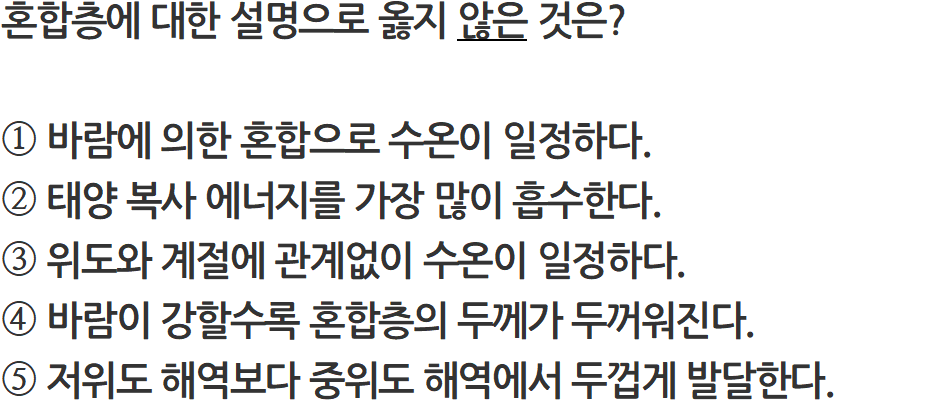 혼합층에 대한 설명으로 옳지 않은 것은?
① 바람에 의한 혼합으로 수온이 일정하다.
② 태양 복사 에너지를 가장 많이 흡수한다.
③ 위도와 계절에 관계없이 수온이 일정하다.
④ 바람이 강할수록 혼합층의 두께가 두꺼워진다.
⑤ 저위도 해역보다 중위도 해역에서 두껍게 발달한다.